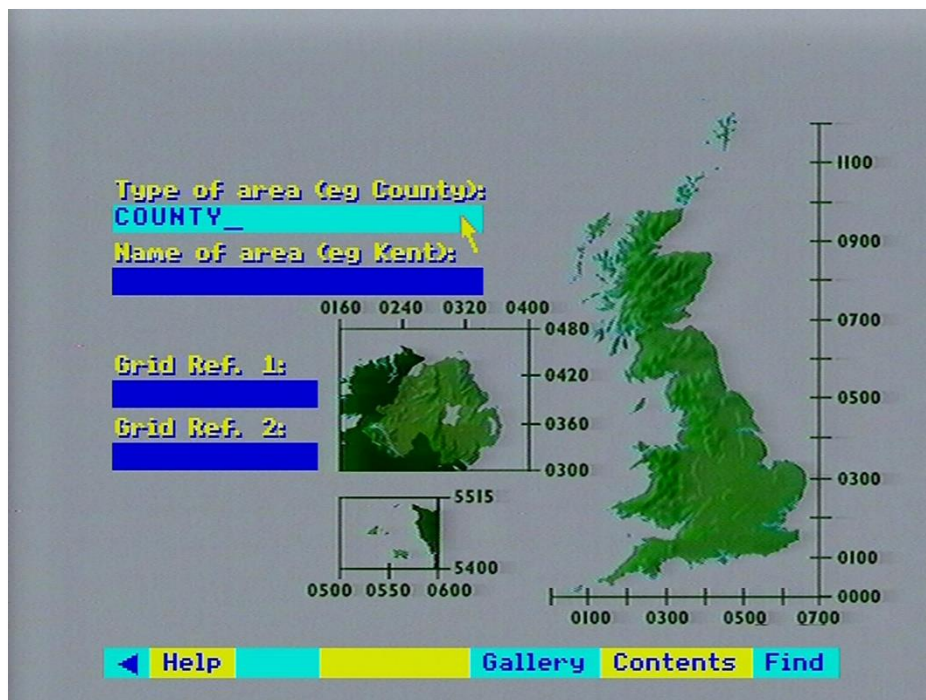 Type of area (eg County):
COUNTY_
Name of area (eg Kent):
Grid Ref. 1:
Grid Ref. 2:
0160 0240 0320 0400
0480
0420
0360
0300
5515
5400
0500 0550 0600
1100
0900
0700
0500
0300
0100
0000
0100 0300 0500 0700
Help Gallery Contents Find